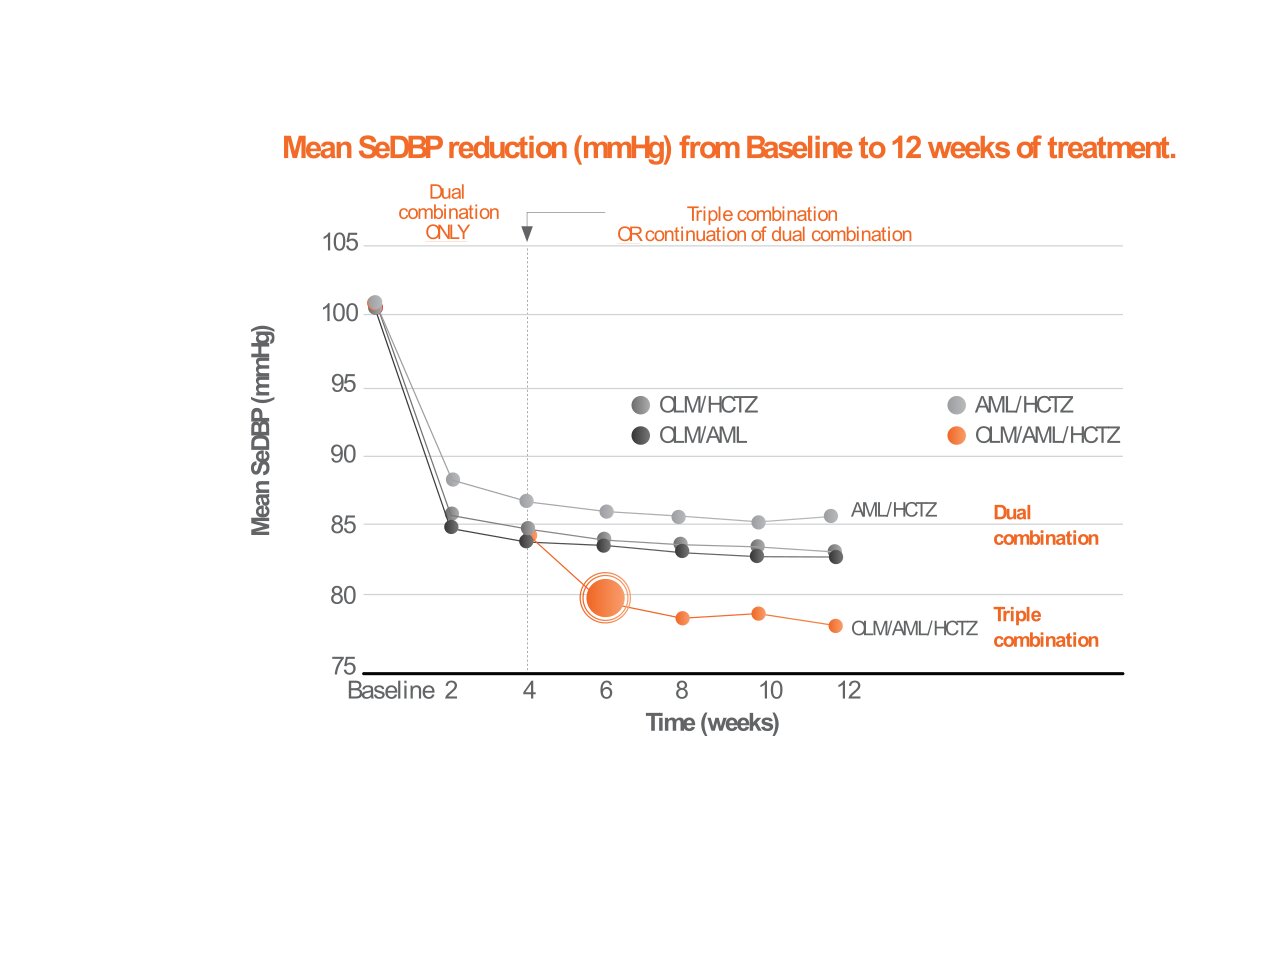 Mean SeDBP reduction (mmHg) from Baseline to 12 weeks of treatment.
Dual
combination
ONLY
Triple combination
OR continuation of dual combination
105
100
95
90
85
80
75
Mean SeDBP (mmHg)
OLM/HCTZ
AML/HCTZ
OLM/AML
OLM/AML/HCTZ
AML/HCTZ
Dual
combination
OLM/AML/HCTZ
Triple
combination
Baseline 2 4 6 8 10 12
Time (weeks)